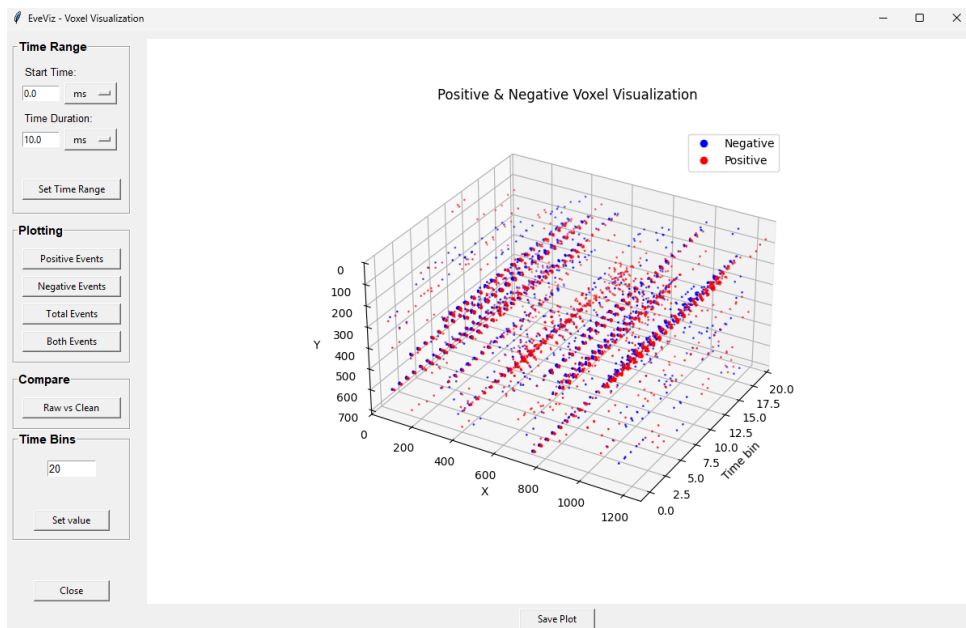 EveViz - Voxel Visualization
Time Range
Start Time:
0.0 ms
Time Duration:
10.0 ms
Set Time Range
Plotting
Positive Events
Negative Events
Total Events
Both Events
Compare
Raw vs Clean
Time Bins
20
Set value
Close
Positive & Negative Voxel Visualization
Negative
Positive
0
100
200
300
400
500
600
700
Y
0
200
400
600
800
1000
1200
X
0.0
2.5
5.0
7.5
10.0
12.5
15.0
17.5
20.0
Time bin
Save Plot